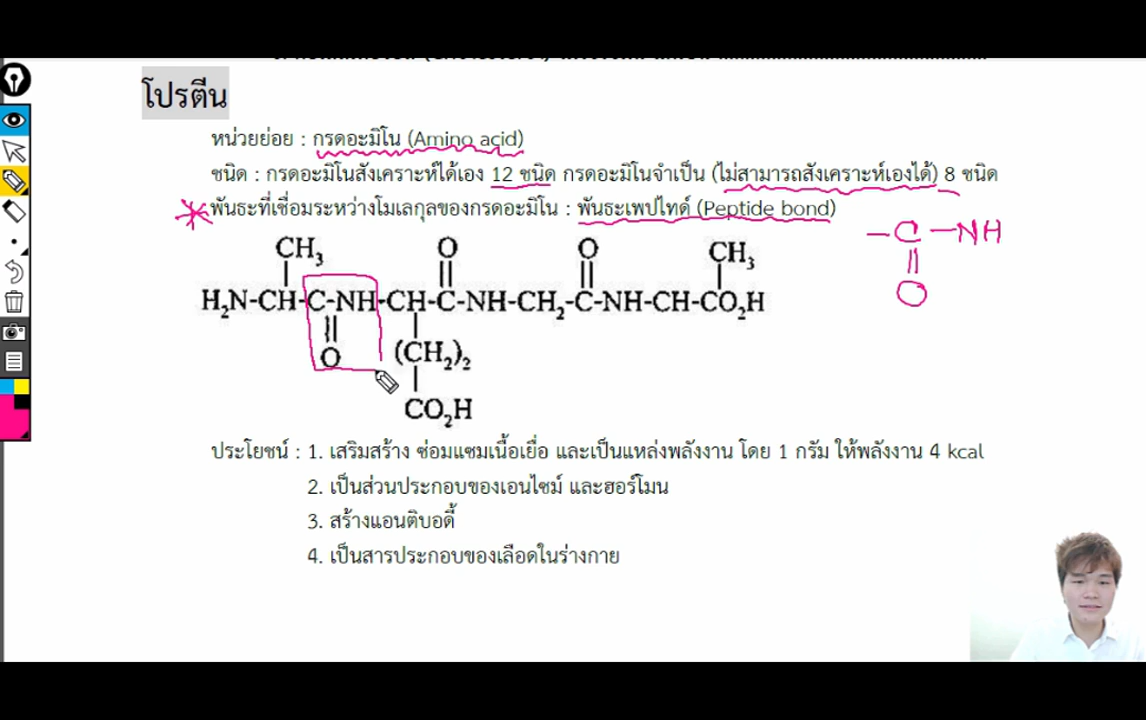 โปรตีน
หน่วยย่อย : กรดอะมิโน (Amino acid)
ชนิด : กรดอะมิโนสังเคราะห์ได้เอง 12 ชนิด กรดอะมิโนจำเป็น (ไม่สามารถสังเคราะห์เองได้) 8 ชนิด
พันธะที่เชื่อมระหว่างโมเลกุลของกรดอะมิโน : พันธะเพปไทด์ (Peptide bond)
–C–NH
O
CH₃ O O CH₃
H₂N-CH-C-NH-CH-C-NH-CH₂-C-NH-CH-CO₂H
O (CH₂)₂
CO₂H
ประโยชน์ : 1. เสริมสร้าง ซ่อมแซมเนื้อเยื่อ และเป็นแหล่งพลังงาน โดย 1 กรัม ให้พลังงาน 4 kcal
2. เป็นส่วนประกอบของเอนไซม์ และฮอร์โมน
3. สร้างแอนติบอดี้
4. เป็นสารประกอบของเลือดในร่างกาย